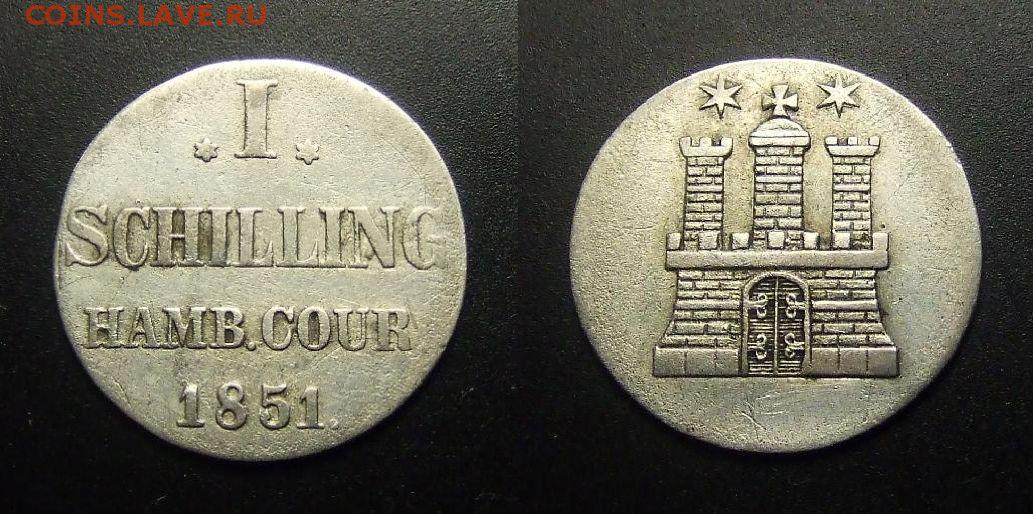 COINS.LAVE.RU
.I.
SCHILLING
HAMB.COUR
1851.